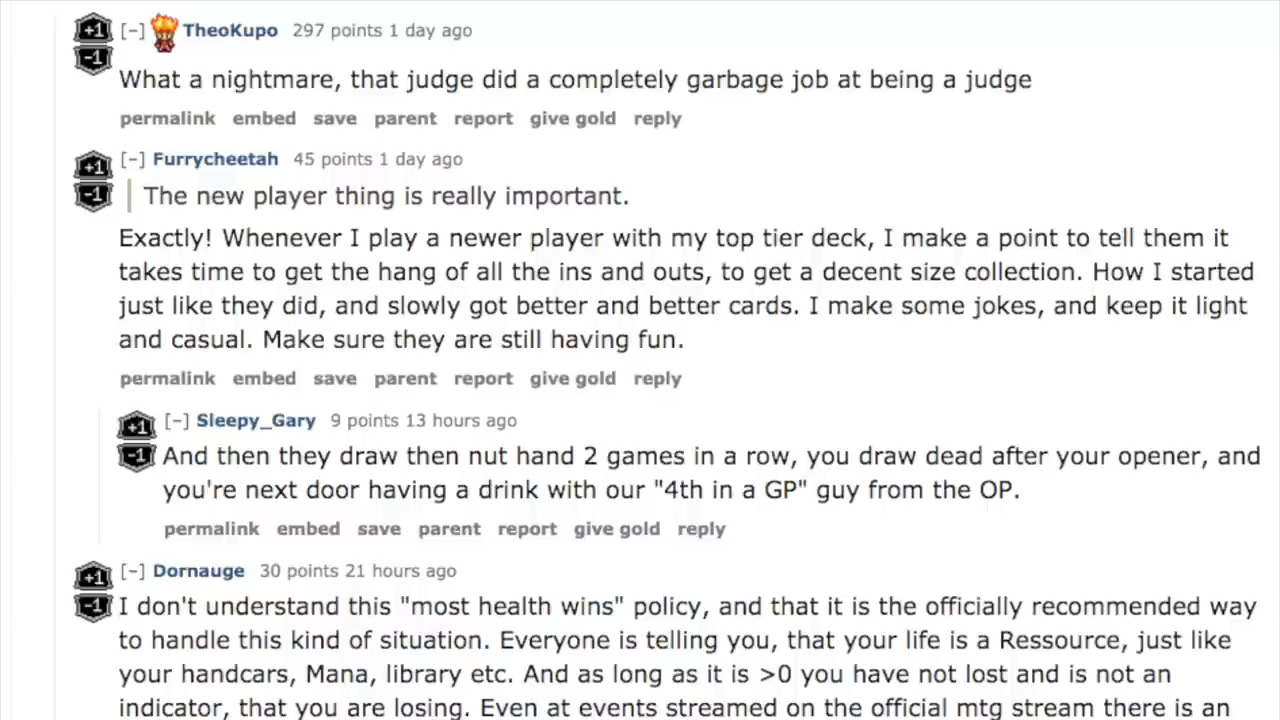 +1 [-] TheoKupo 297 points 1 day ago
-1
What a nightmare, that judge did a completely garbage job at being a judge
permalink embed save parent report give gold reply
+1 [-] Furrycheetah 45 points 1 day ago
-1 The new player thing is really important.
Exactly! Whenever I play a newer player with my top tier deck, I make a point to tell them it
takes time to get the hang of all the ins and outs, to get a decent size collection. How I started
just like they did, and slowly got better and better cards. I make some jokes, and keep it light
and casual. Make sure they are still having fun.
permalink embed save parent report give gold reply
+1 [-] Sleepy_Gary 9 points 13 hours ago
-1 And then they draw then nut hand 2 games in a row, you draw dead after your opener, and
you're next door having a drink with our "4th in a GP" guy from the OP.
permalink embed save parent report give gold reply
+1 [-] Dornauge 30 points 21 hours ago
-1 I don't understand this "most health wins" policy, and that it is the officially recommended way
to handle this kind of situation. Everyone is telling you, that your life is a Ressource, just like
your handcars, Mana, library etc. And as long as it is >0 you have not lost and is not an
indicator, that you are losing. Even at events streamed on the official mtg stream there is an